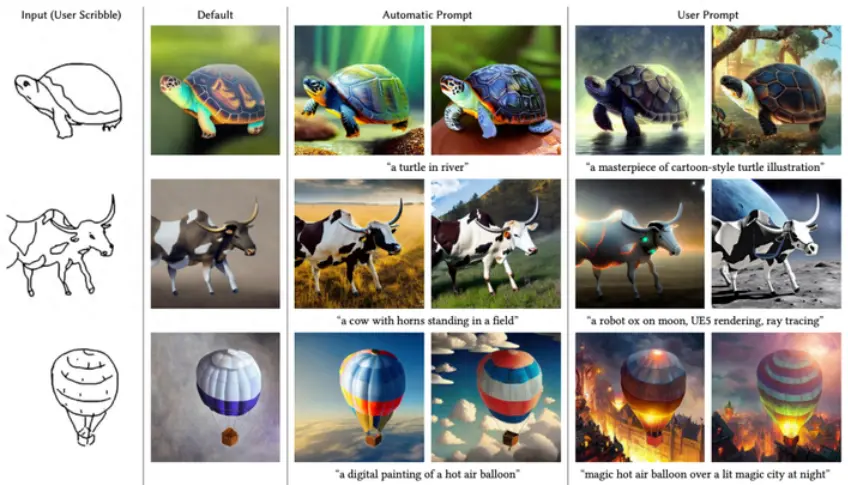 Input (User Scribble)
Default
Automatic Prompt
User Prompt
“a turtle in river”
“a masterpiece of cartoon-style turtle illustration”
“a cow with horns standing in a field”
“a robot ox on moon, UE5 rendering, ray tracing”
“a digital painting of a hot air balloon”
“magic hot air balloon over a lit magic city at night”